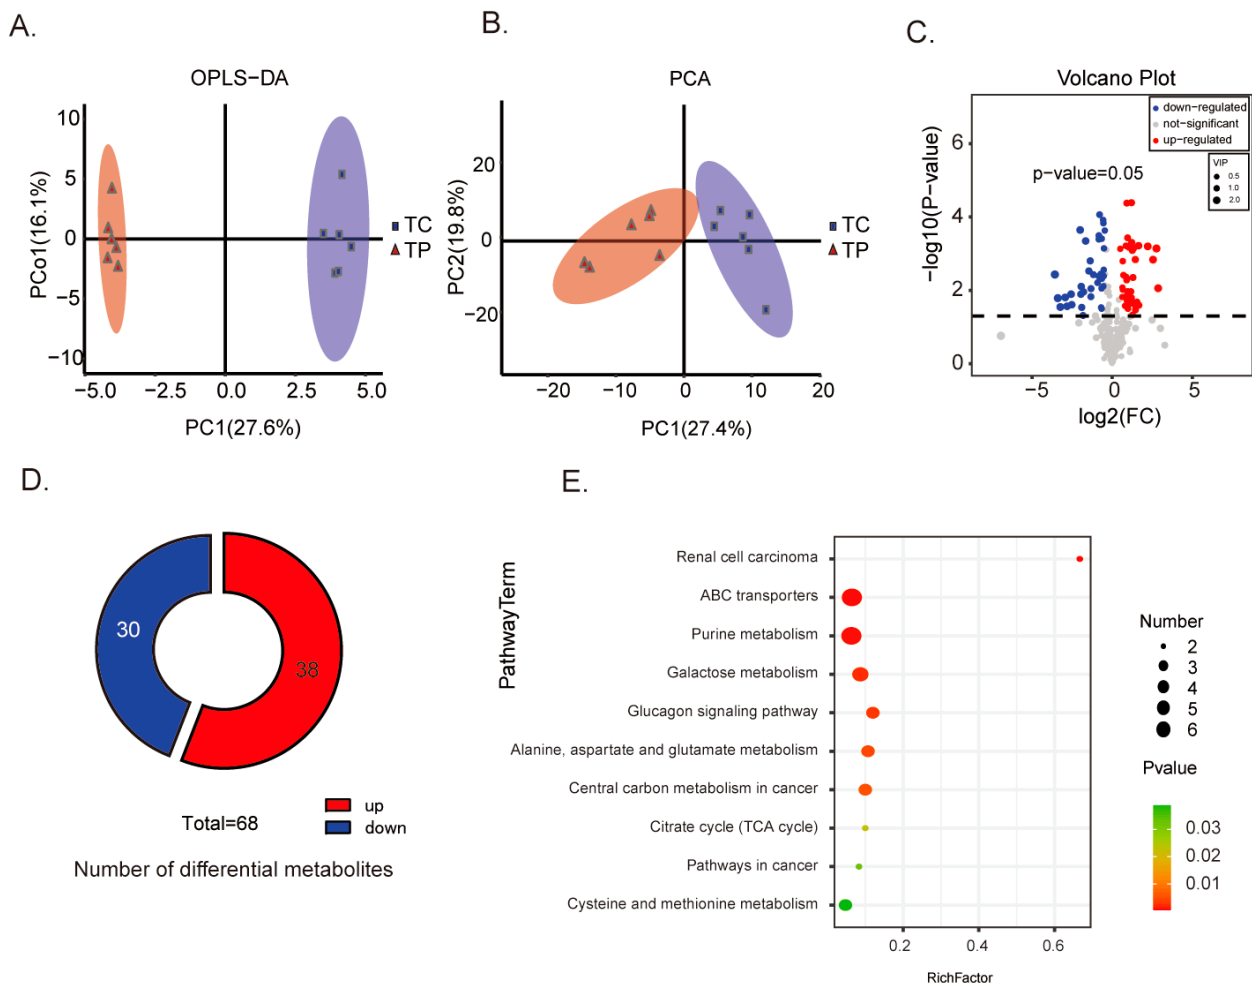 A.
OPLS−DA
10
5
0
−5
−10
PCo1(16.1%)
−5.0
−2.5
0.0
2.5
5.0
PC1(27.6%)
TC
TP
B.
PCA
20
0
−20
PC2(19.8%)
−20
−10
0
10
20
PC1(27.4%)
TC
TP
C.
Volcano Plot
down−regulated
not−significant
up−regulated
VIP
0.5
1.0
2.0
p−value=0.05
6
4
2
0
−log10(P−value)
−5
0
5
log2(FC)
D.
30
38
Total=68
up
down
Number of differential metabolites
E.
PathwayTerm
Renal cell carcinoma
ABC transporters
Purine metabolism
Galactose metabolism
Glucagon signaling pathway
Alanine, aspartate and glutamate metabolism
Central carbon metabolism in cancer
Citrate cycle (TCA cycle)
Pathways in cancer
Cysteine and methionine metabolism
0.2
0.4
0.6
RichFactor
Number
2
3
4
5
6
Pvalue
0.03
0.02
0.01